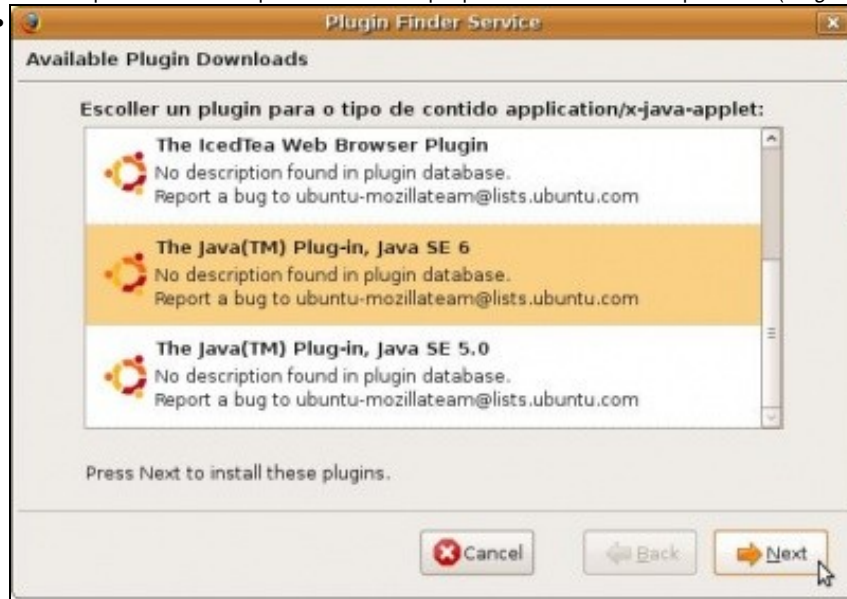 Plugin Finder Service
Available Plugin Downloads
Escoller un plugin para o tipo de contido application/x-java-applet:
The IcedTea Web Browser Plugin
No description found in plugin database.
Report a bug to ubuntu-mozillateam@lists.ubuntu.com
The Java(TM) Plug-in, Java SE 6
No description found in plugin database.
Report a bug to ubuntu-mozillateam@lists.ubuntu.com
The Java(TM) Plug-in, Java SE 5.0
No description found in plugin database.
Report a bug to ubuntu-mozillateam@lists.ubuntu.com
Press Next to install these plugins.
Cancel Back Next